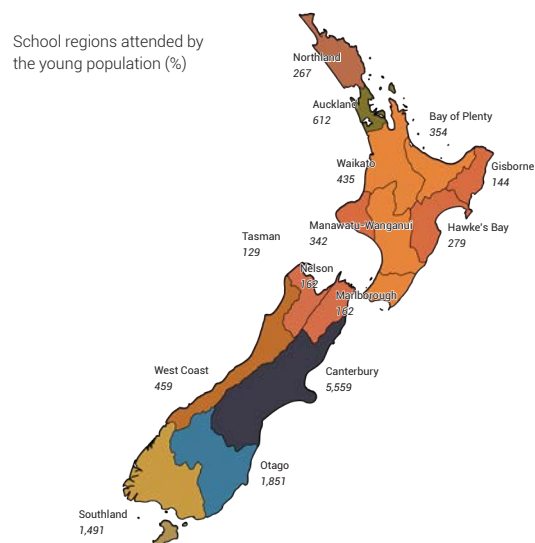 School regions attended by
the young population (%)
Northland
267
Auckland
612
Bay of Plenty
354
Waikato
435
Gisborne
144
Manawatu-Wanganui
342
Hawke's Bay
279
Tasman
129
Nelson
162
Marlborough
162
West Coast
459
Canterbury
5,559
Otago
1,851
Southland
1,491